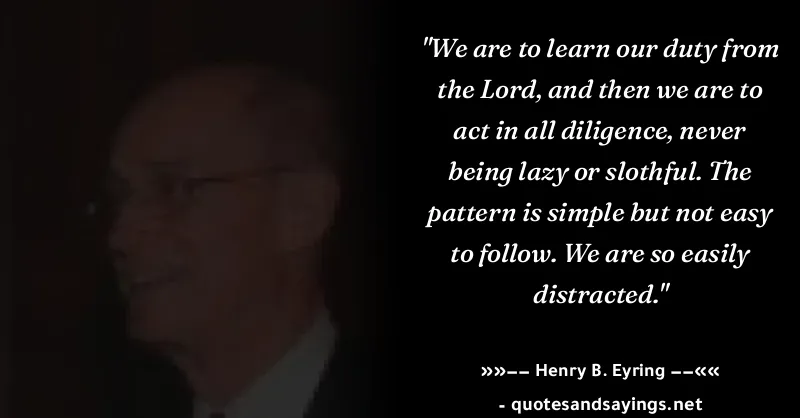 "We are to learn our duty from
the Lord, and then we are to
act in all diligence, never
being lazy or slothful. The
pattern is simple but not easy
to follow. We are so easily
distracted."
»»–– Henry B. Eyring ––««
- quotesandsayings.net